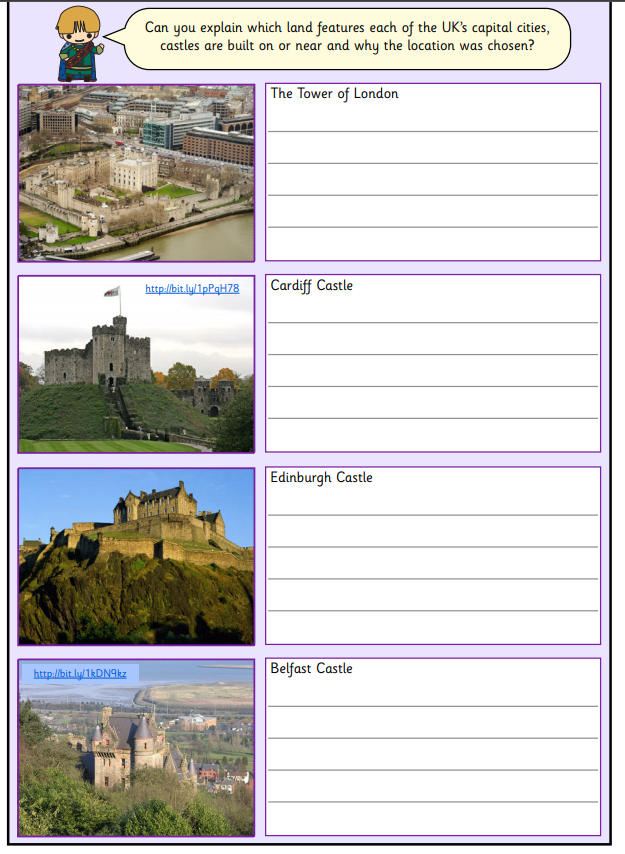 Can you explain which land features each of the UK's capital cities,
castles are built on or near and why the location was chosen?
The Tower of London
http://bit.ly/1pPqH78
Cardiff Castle
Edinburgh Castle
http://bit.ly/1kDN9kz
Belfast Castle